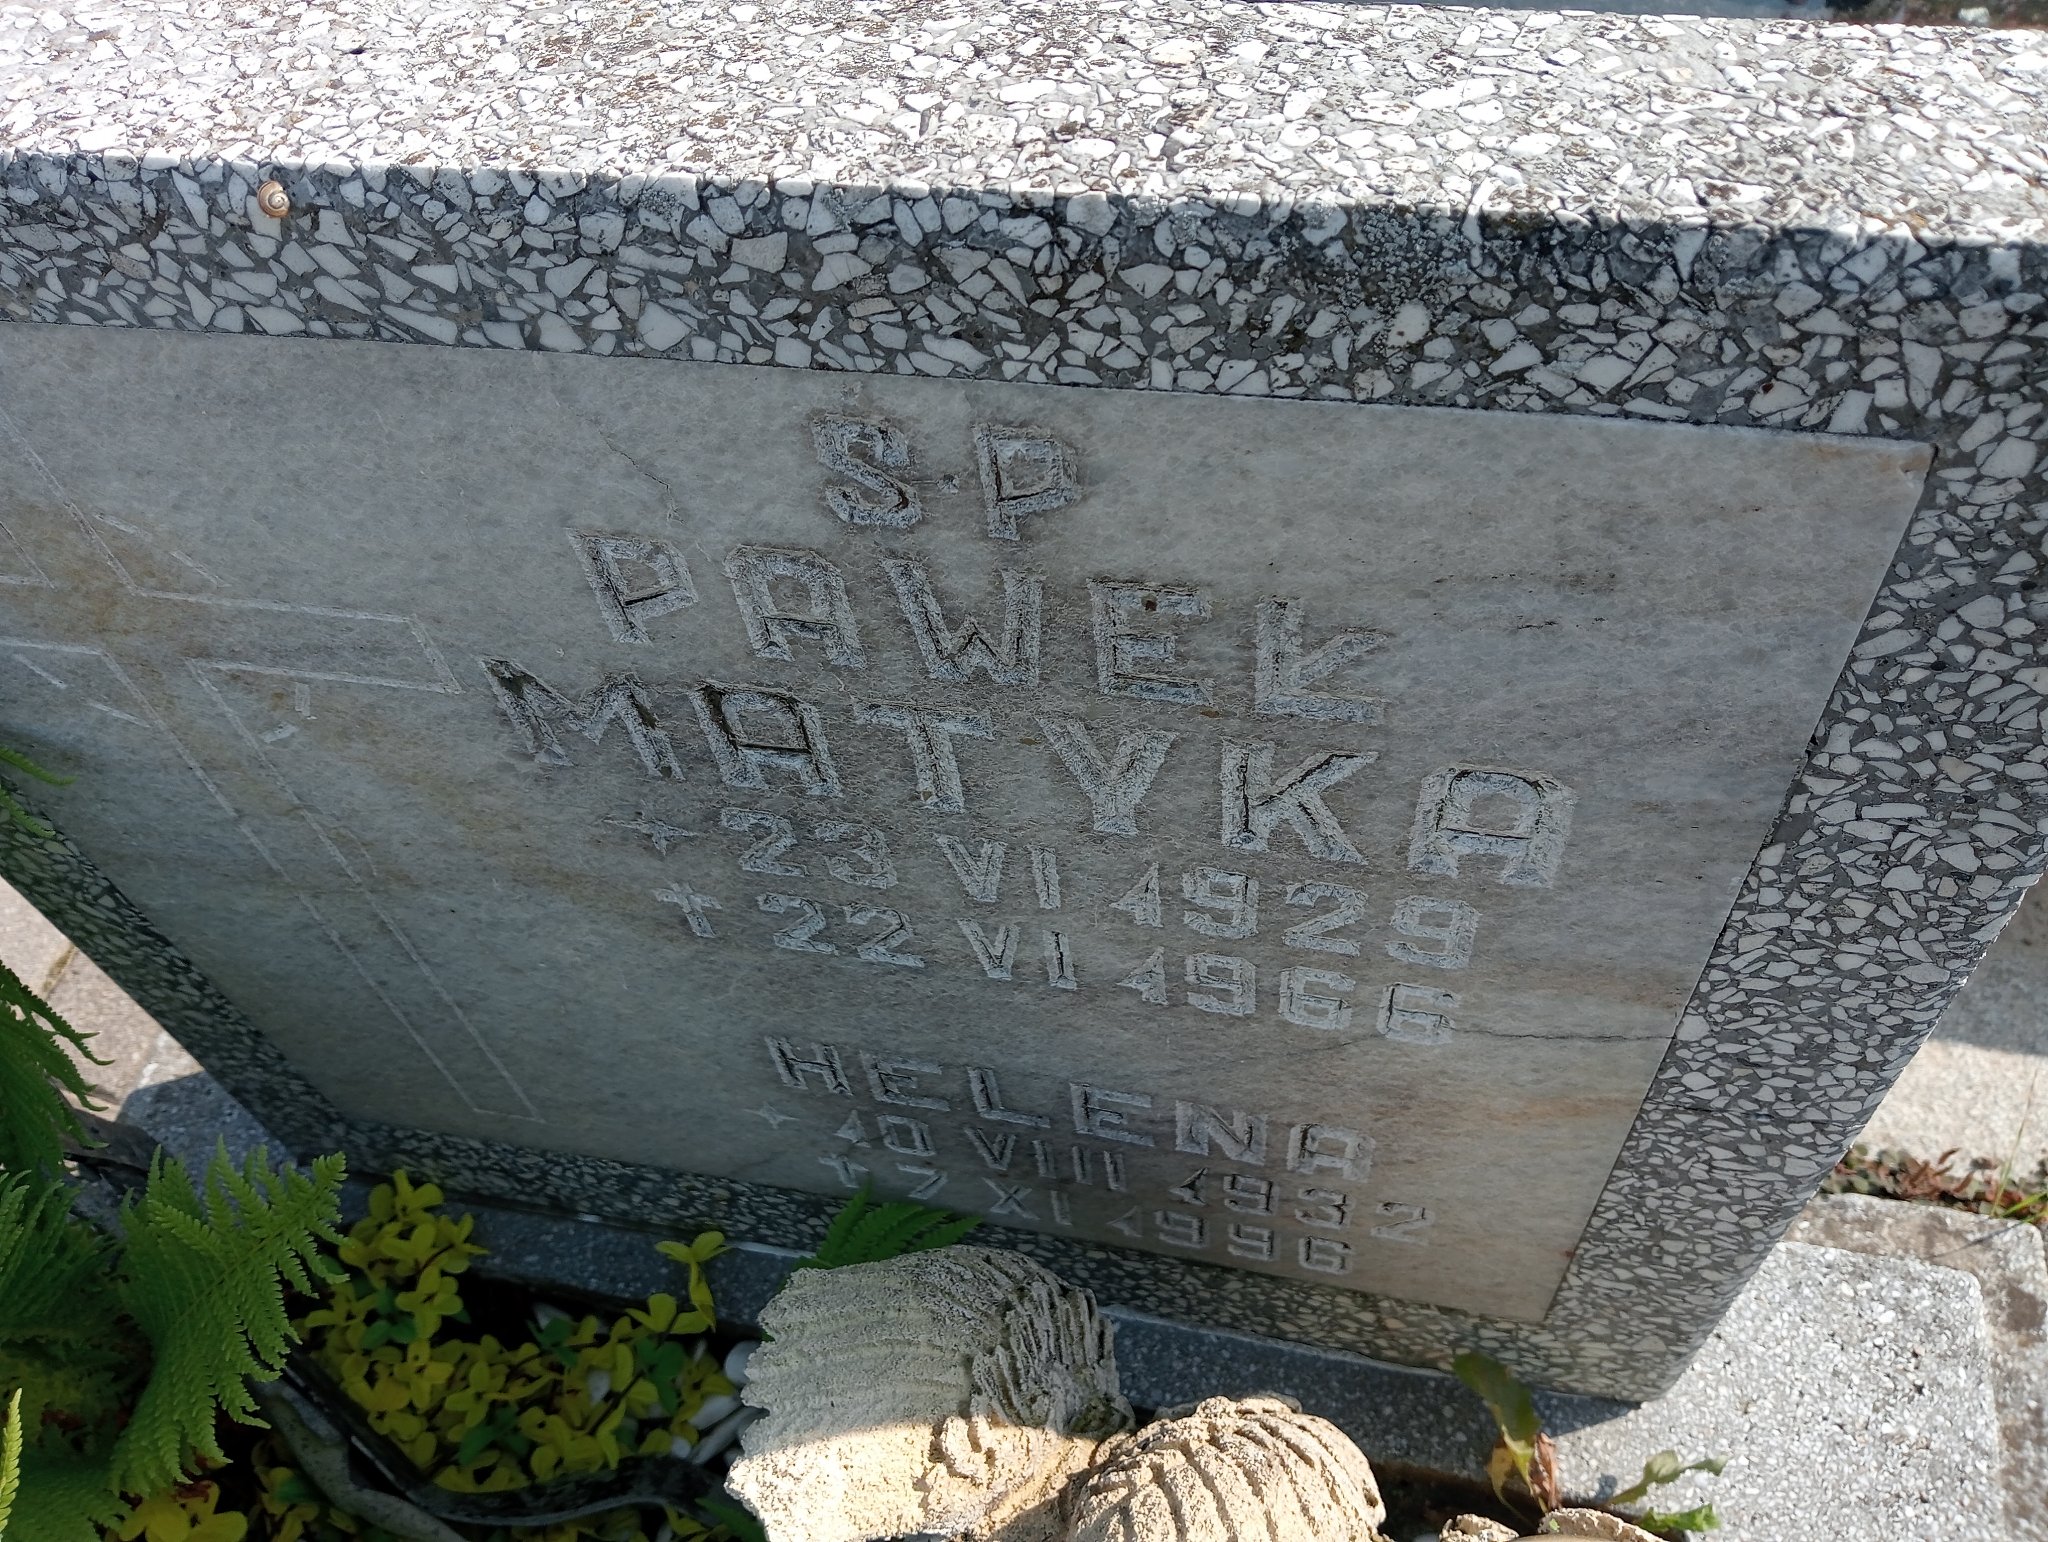 Ś·P
PAWEŁ
MATYKA
✶ 23 VI 1929
✝ 22 VI 1966
HELENA
✶ 10 VIII 1932
✝ 7 XI 1996